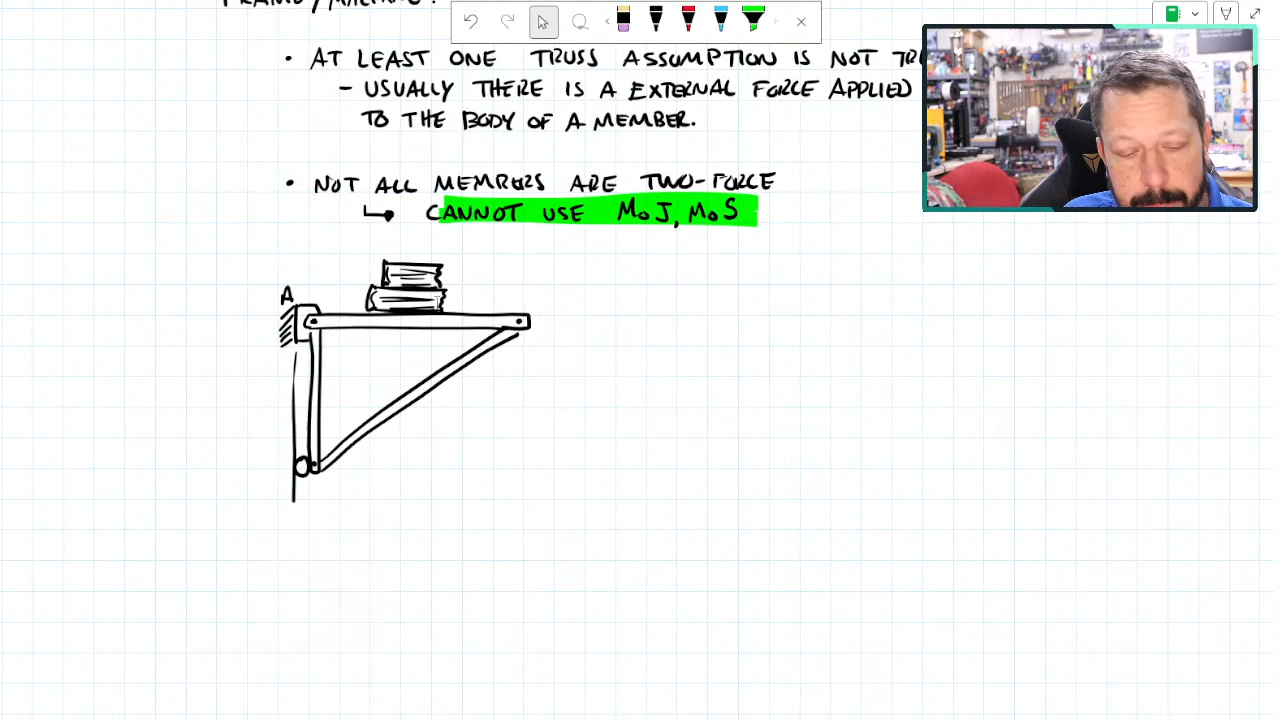 • AT LEAST ONE TRUSS ASSUMPTION IS NOT
- USUALLY THERE IS A EXTERNAL FORCE APPLIED
TO THE BODY OF A MEMBER.
• NOT ALL MEMBERS ARE TWO-FORCE
↳ CANNOT USE MoJ, MoS
A